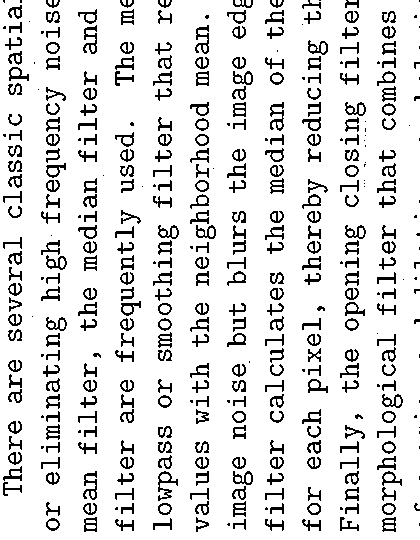 There are several classic spatial
or eliminating high frequency noise
mean filter, the median filter and
filter are frequently used. The me
lowpass or smoothing filter that re
values with the neighborhood mean.
image noise but blurs the image edg
filter calculates the median of the
for each pixel, thereby reducing th
Finally, the opening closing filter
morphological filter that combines